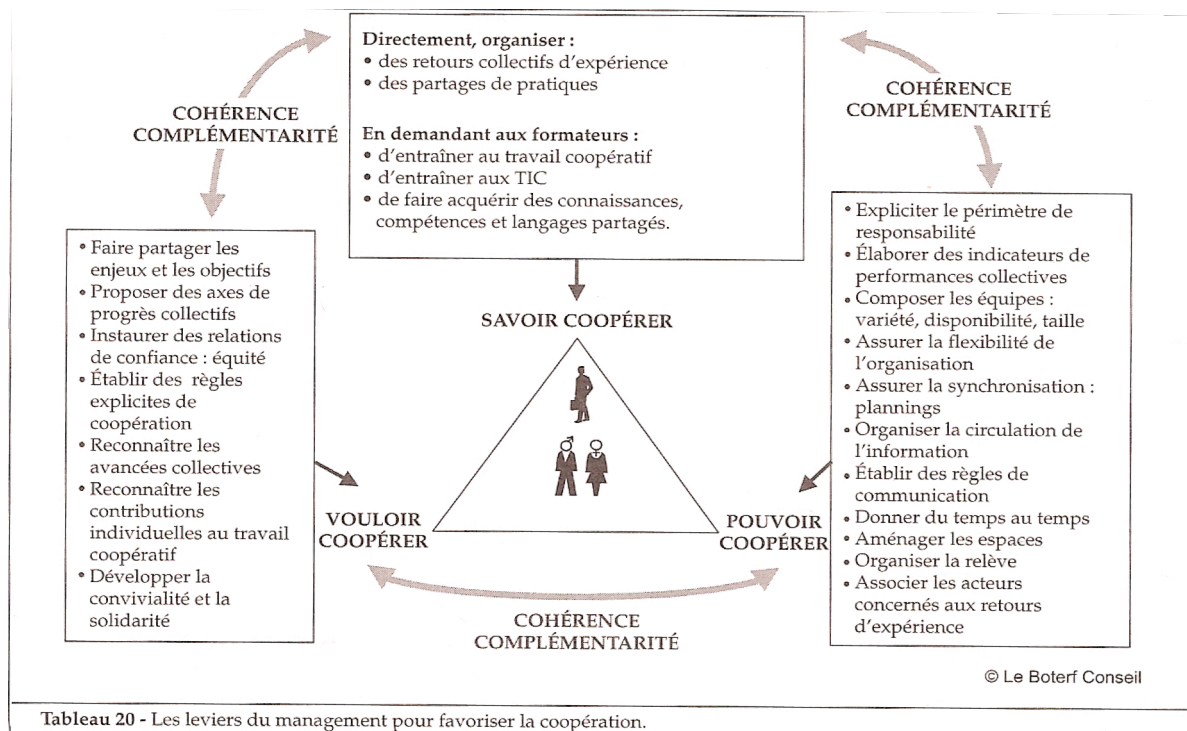 Directement, organiser :
• des retours collectifs d'expérience
• des partages de pratiques
En demandant aux formateurs :
• d'entraîner au travail coopératif
• d'entraîner aux TIC
• de faire acquérir des connaissances,
compétences et langages partagés.
COHÉRENCE
COMPLÉMENTARITÉ
COHÉRENCE
COMPLÉMENTARITÉ
• Faire partager les
enjeux et les objectifs
• Proposer des axes de
progrès collectifs
• Instaurer des relations
de confiance : équité
• Établir des règles
explicites de
coopération
• Reconnaître les
avancées collectives
• Reconnaître les
contributions
individuelles au travail
coopératif
• Développer la
convivialité et la
solidarité
SAVOIR COOPÉRER
VOULOIR
COOPÉRER
POUVOIR
COOPÉRER
• Expliciter le périmètre de
responsabilité
• Élaborer des indicateurs de
performances collectives
• Composer les équipes :
variété, disponibilité, taille
• Assurer la flexibilité de
l'organisation
• Assurer la synchronisation :
plannings
• Organiser la circulation de
l'information
• Établir des règles de
communication
• Donner du temps au temps
• Aménager les espaces
• Organiser la relève
• Associer les acteurs
concernés aux retours
d'expérience
COHÉRENCE
COMPLÉMENTARITÉ
© Le Boterf Conseil
Tableau 20 - Les leviers du management pour favoriser la coopération.